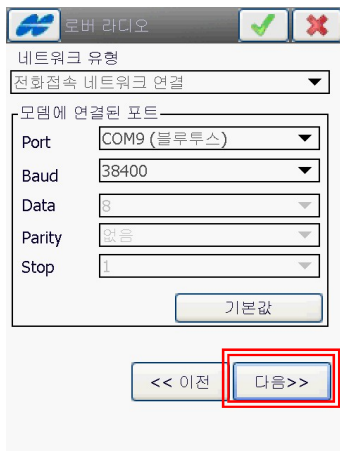 로버 라디오
네트워크 유형
전화접속 네트워크 연결
모뎀에 연결된 포트
Port COM9 (블루투스)
Baud 38400
Data 8
Parity 없음
Stop 1
기본값
<< 이전 다음>>